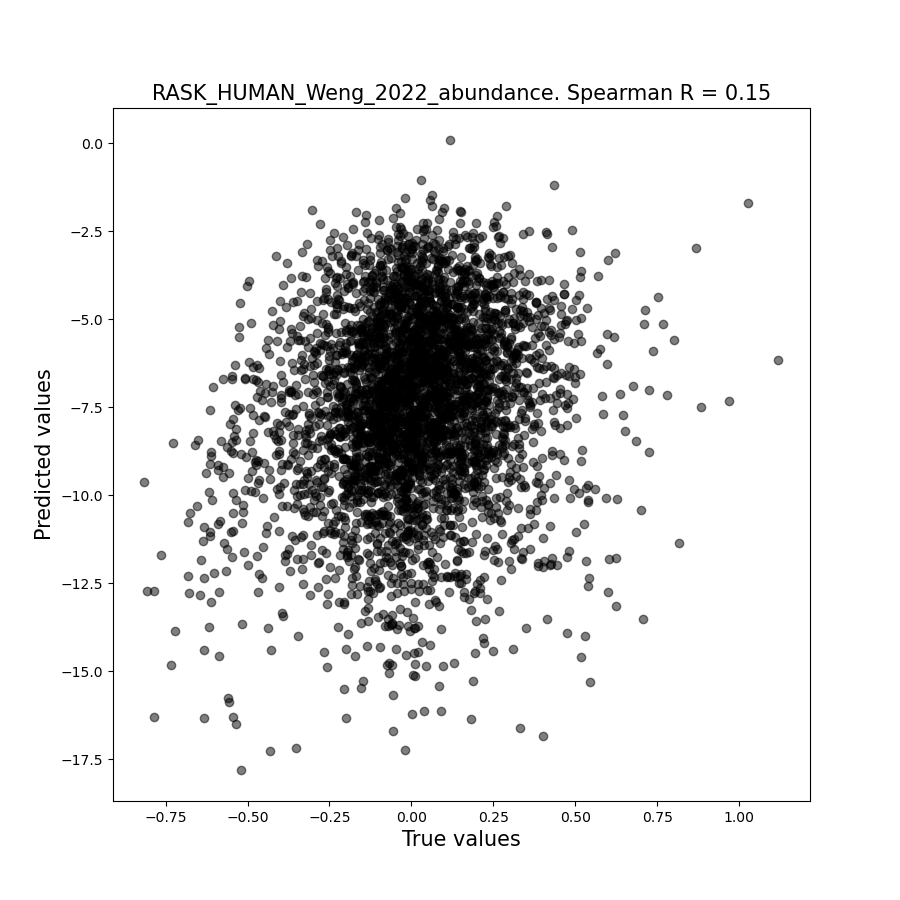 RASK_HUMAN_Weng_2022_abundance. Spearman R = 0.15
0.0
−2.5
−5.0
−7.5
−10.0
−12.5
−15.0
−17.5
Predicted values
−0.75 −0.50 −0.25 0.00 0.25 0.50 0.75 1.00
True values